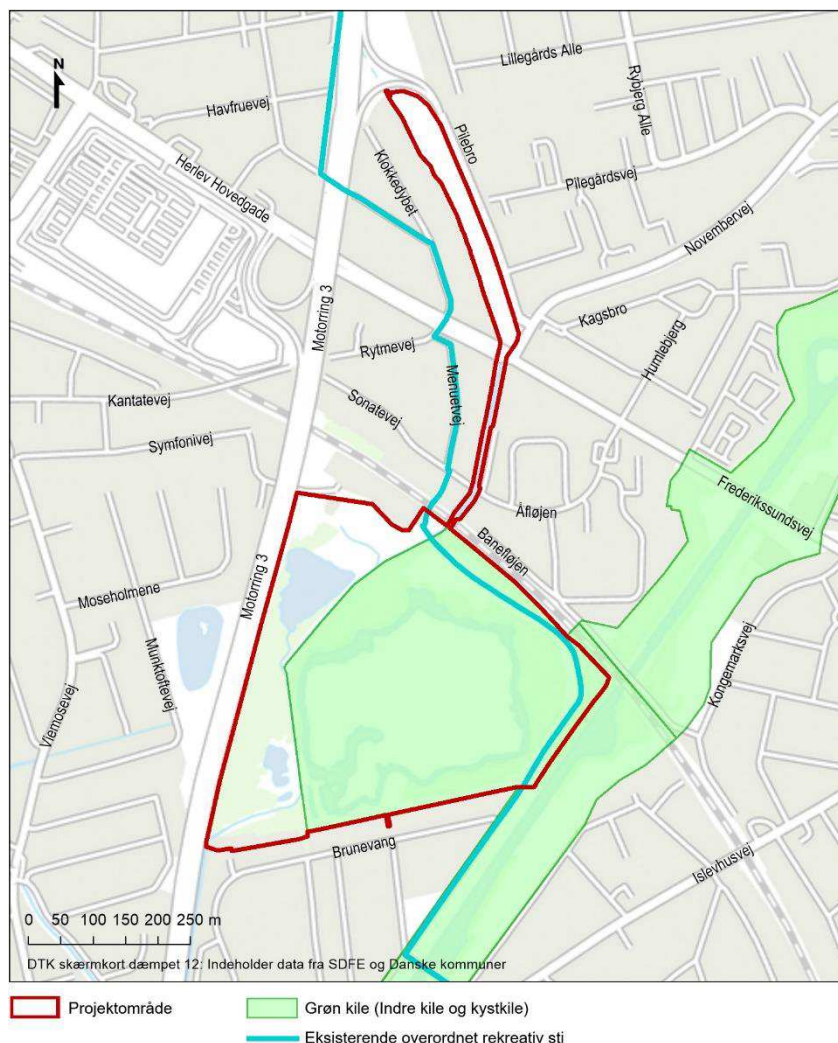 N
Lillegårds Alle
Rybjerg Alle
Havfruevej
Pilebro
Klokkedybet
Herlev Hovedgade
Pilegårdsvej
Novembervej
Kagsbro
Motorring 3
Humlebjerg
Rytmevej
Menuetvej
Kantatevej
Sonatevej
Symfonivej
Frederikssundsvej
Åfløjen
Banefløjen
Motorring 3
Moseholmene
Munktoftevej
Kongemarksvej
Viemosevej
Brunevang
Islevhusvej
0 50 100 150 200 250 m
DTK skærmkort dæmpet 12: Indeholder data fra SDFE og Danske kommuner
Projektområde
Grøn kile (Indre kile og kystkile)
Eksisterende overordnet rekreativ sti